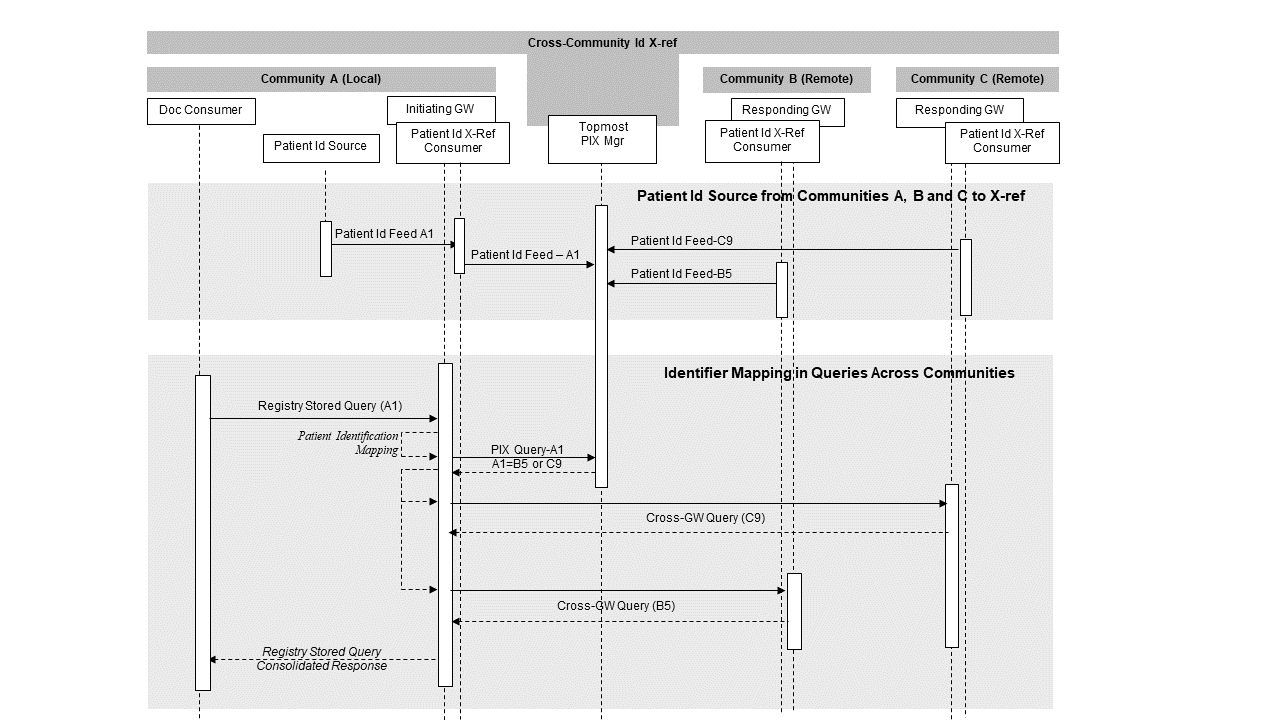 Cross-Community Id X-ref
Community A (Local)
Community B (Remote)
Community C (Remote)
Doc Consumer
Initiating GW
Responding GW
Responding GW
Patient Id Source
Patient Id X-Ref
Consumer
Topmost
PIX Mgr
Patient Id X-Ref
Consumer
Patient Id X-Ref
Consumer
Patient Id Source from Communities A, B and C to X-ref
Patient Id Feed A1
Patient Id Feed-C9
Patient Id Feed – A1
Patient Id Feed-B5
Identifier Mapping in Queries Across Communities
Registry Stored Query (A1)
Patient Identification
Mapping
PIX Query-A1
A1=B5 or C9
Cross-GW Query (C9)
Cross-GW Query (B5)
Registry Stored Query
Consolidated Response